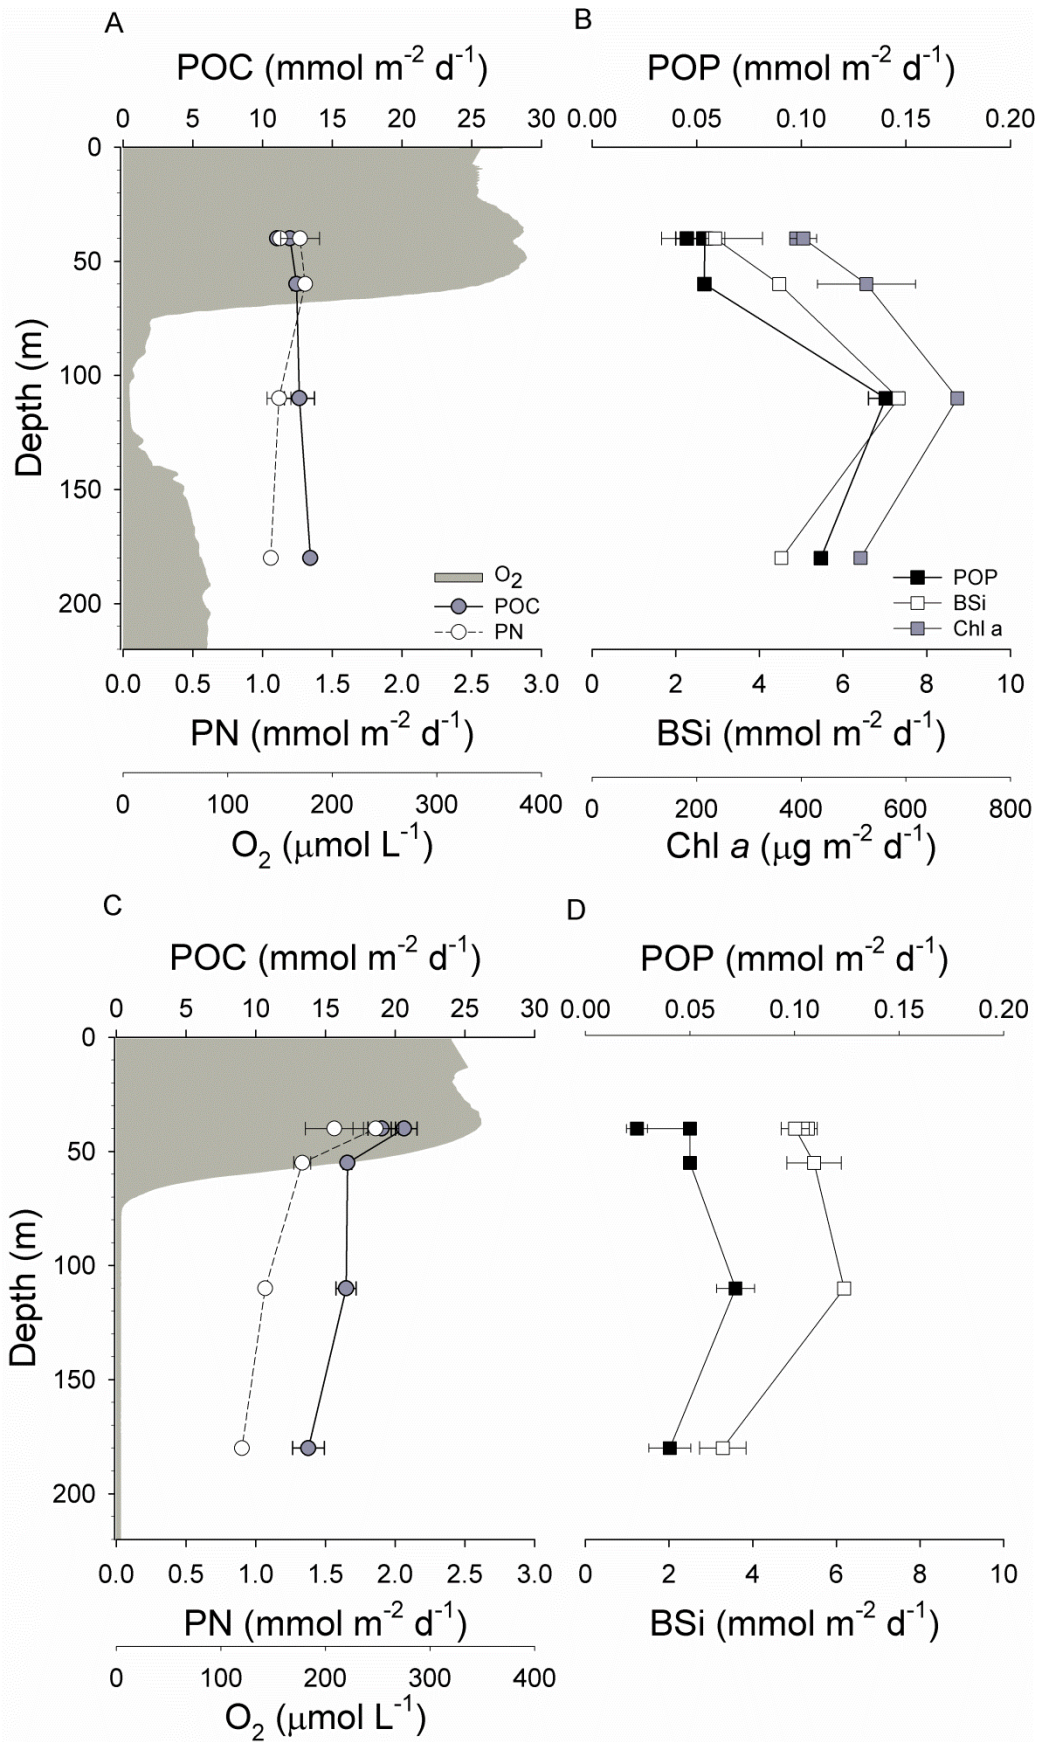 A
B
POC (mmol m⁻² d⁻¹)
POP (mmol m⁻² d⁻¹)
0 5 10 15 20 25 30
0.00 0.05 0.10 0.15 0.20
0
50
100
150
200
Depth (m)
O₂
POC
PN
POP
BSi
Chl a
0.0 0.5 1.0 1.5 2.0 2.5 3.0
0 2 4 6 8 10
PN (mmol m⁻² d⁻¹)
BSi (mmol m⁻² d⁻¹)
0 100 200 300 400
0 200 400 600 800
O₂ (μmol L⁻¹)
Chl a (μg m⁻² d⁻¹)
C
D
POC (mmol m⁻² d⁻¹)
POP (mmol m⁻² d⁻¹)
0 5 10 15 20 25 30
0.00 0.05 0.10 0.15 0.20
0
50
100
150
200
Depth (m)
0.0 0.5 1.0 1.5 2.0 2.5 3.0
0 2 4 6 8 10
PN (mmol m⁻² d⁻¹)
BSi (mmol m⁻² d⁻¹)
0 100 200 300 400
O₂ (μmol L⁻¹)